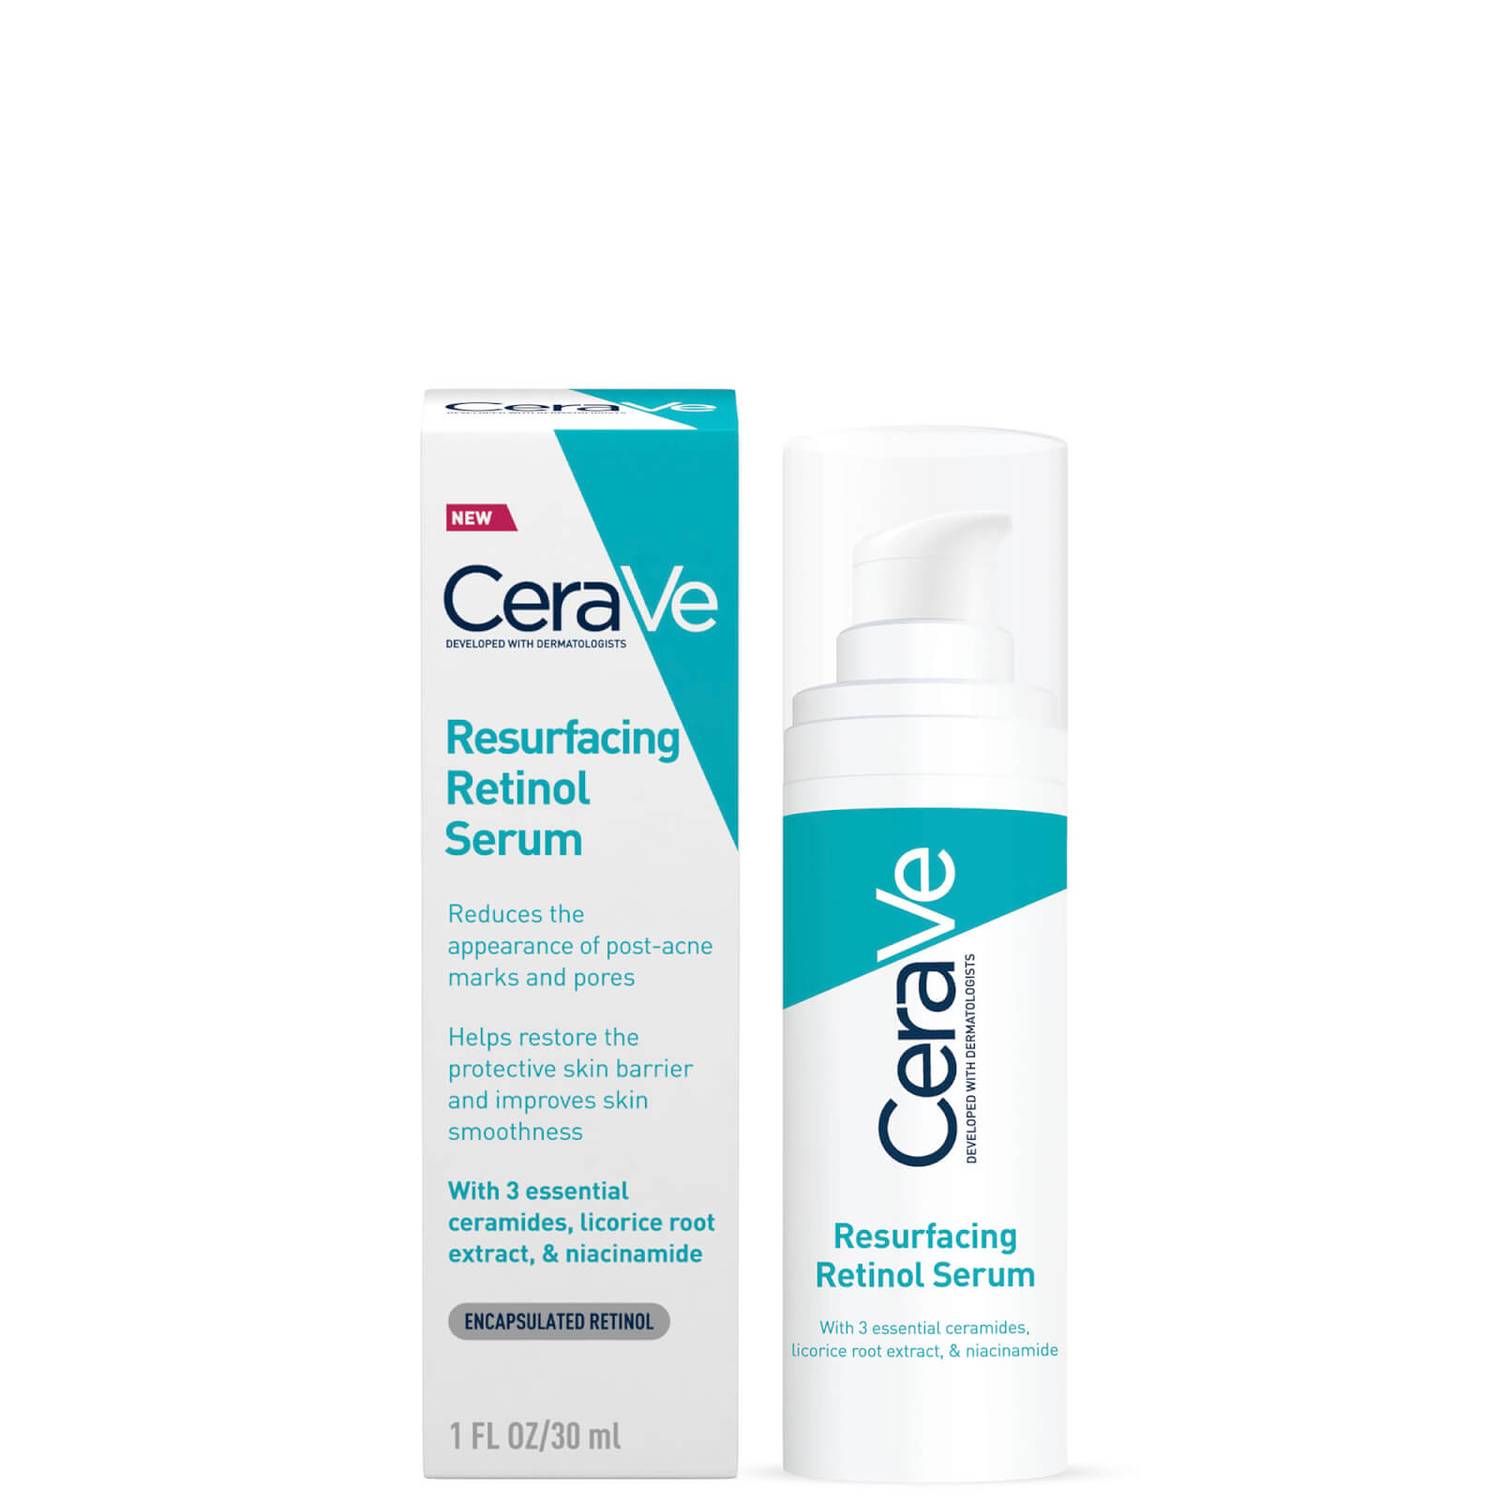 CeraVe
DEVELOPED WITH DERMATOLOGISTS
NEW
CeraVe
DEVELOPED WITH DERMATOLOGISTS
Resurfacing
Retinol
Serum
Reduces the
appearance of post-acne
marks and pores
Helps restore the
protective skin barrier
and improves skin
smoothness
With 3 essential
ceramides, licorice root
extract, & niacinamide
ENCAPSULATED RETINOL
1 FL OZ/30 ml
CeraVe
DEVELOPED WITH DERMATOLOGISTS
Resurfacing
Retinol Serum
With 3 essential ceramides,
licorice root extract, & niacinamide